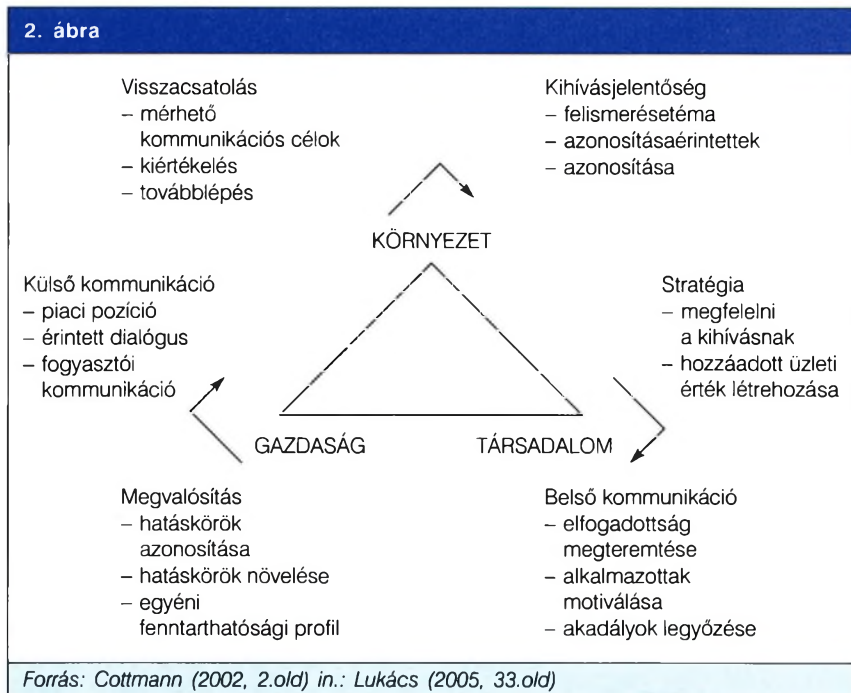 2. ábra
Visszacsatolás
– mérhető
kommunikációs célok
– kiértékelés
– továbblépés
Kihívásjelentőség
– felismerésetéma
– azonosításaérintettek
– azonosítása
KÖRNYEZET
Külső kommunikáció
– piaci pozíció
– érintett dialógus
– fogyasztói
kommunikáció
Stratégia
– megfelelni
a kihívásnak
– hozzáadott üzleti
érték létrehozása
GAZDASÁG
TÁRSADALOM
Megvalósítás
– hatáskörök
azonosítása
– hatáskörök növelése
– egyéni
fenntarthatósági profil
Belső kommunikáció
– elfogadottság
megteremtése
– alkalmazottak
motiválása
– akadályok legyőzése
Forrás: Cottmann (2002, 2.old) in.: Lukács (2005, 33.old)